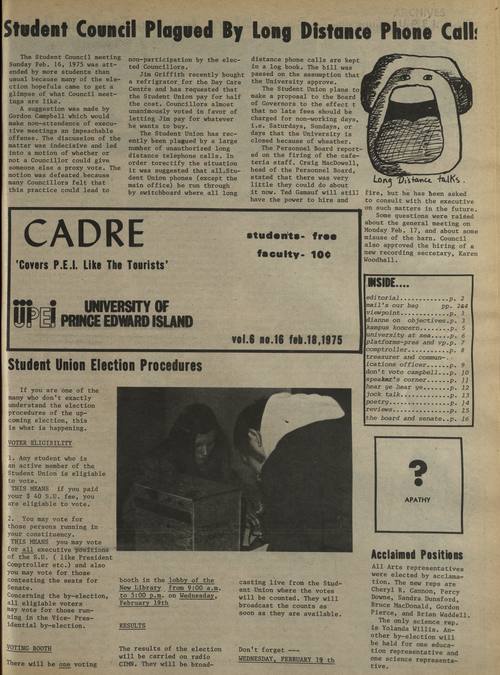 ARCHIVES
Student Council Plagued By Long Distance Phone Calls
The Student Council meeting
Sunday Feb. 16, 1975 was att-
ended by more students than
usual because many of the ele-
ction hopefuls came to get a
glimpse of what Council meet-
ings are like.
A suggestion was made by
Gordon Campbell which would
make non-attendence of execu-
tive meetings an impeachable
offense. The discussion of the
matter was indecisive and led
into a motion of whether or
not a Councillor could give
someone else a proxy vote. The
motion was defeated because
many Councillors felt that
this practice could lead to
non-participation by the elec-
ted Councillors.
Jim Griffith recently bought
a refrigrator for the Day Care
Centre and has requested that
the Student Union pay for half
the cost. Councillors almost
unanimously voted in favor of
letting Jim pay for whatever
he wants to buy.
The Student Union has rec-
ently been plagued by a large
number of unauthorized long
distance telephone calls. In
order torectify the situation
it was suggested that all Stu-
dent Union phones (except the
main office) be run through
by switchboard where all long
distance phone calls are kept
in a log book. The bill was
passed on the assumption that
the University approve.
The Student Union plans to
make a proposal to the Board
of Governors to the effect t
that no late fees should be
charged for non-working days,
i.e. Saturdays, Sundays, or
days that the University is
closed because of weather.
The Personnel Board report-
ed on the firing of the cafe-
teria staff. Craig MacDowell,
head of the Personnel Board,
stated that there was very
little they could do about
it now. Ted Gamauf will still
have the power to hire and
Long Distance talks.
fire, but he has been asked
to consult with the executive
on such matters in the future.
Some questions were raised
about the general meeting on
Monday Feb. 17, and about some
misuse of the barn. Council
also approved the hiring of a
new recording secretary, Karen
Woodhall.
CADRE
students- free
faculty- 10¢
'Covers P.E.I. Like The Tourists'
UPEI
UNIVERSITY OF
PRINCE EDWARD ISLAND
vol.6 no.16 feb.18,1975
INSIDE....
editorial............p. 2
mail's our bag pp. 2&4
viewpoint............p. 1
dianne on objectives.p. 3
kampus koncern.......p. 5
university at sea....p. 6
platforms-pres and vp.p. 7
comptroller..........p. 8
treasurer and commun-
ications officer.....p. 9
don't vote campbell..p. 10
speaker's corner.....p. 11
hear ye hear ye......p. 12
jock talk............p. 13
poetry...............p. 14
reviews..............p. 15
the board and senate..p. 16
Student Union Election Procedures
If you are one of the
many who don't exactly
understand the election
procedures of the up-
coming election, this
is what is happening.
VOTER ELIGIBILITY
1. Any student who is
an active member of the
Student Union is eligiable
to vote.
THIS MEANS if you paid
your $ 40 S.U. fee, you
are eligiable to vote.
2. You may vote for
those persons running in
your constituency.
THIS MEANS you may vote
for all executive positions
of the S.U. ( like President
Comptroller etc.) and also
you may vote for those
contesting the seats for
Senate.
Concerning the by-election,
all eligiable voters
may vote for those run-
ning in the Vice- Pres-
idential by-election.
VOTING BOOTH
There will be one voting
booth in the lobby of the
New Library from 9:00 a.m.
to 5:00 p.m. on Wednesday,
February 19th
RESULTS
The results of the election
will be carried on radio
CIMN. They will be broad-
casting live from the Stud-
ent Union where the votes
will be counted. They will
broadcast the counts as
soon as they are available.
Don't forget ---
WEDNESDAY, FEBRUARY 19 th
?
APATHY
Acclaimed Positions
All Arts representatives
were elected by acclama-
tion. The new reps are
Cheryl R. Gannon, Percy
Downe, Sandra Dunsford,
Bruce MacDonald, Gordon
Pierce, and Brian Waddell.
The only science rep.
is Yolanda Willis. An-
other by-election will
be held for one educa-
tion representative and
one science representa-
tive.